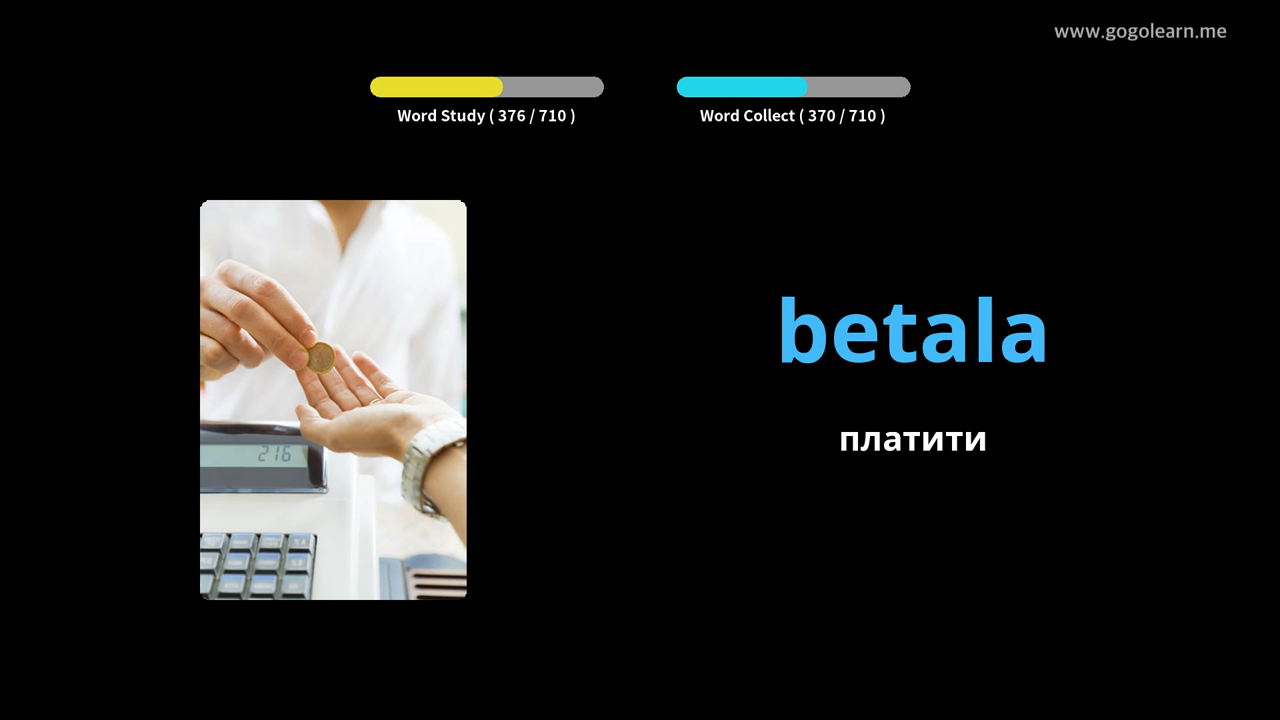 www.gogolearn.me
Word Study ( 376 / 710 )
Word Collect ( 370 / 710 )
betala
216
платити